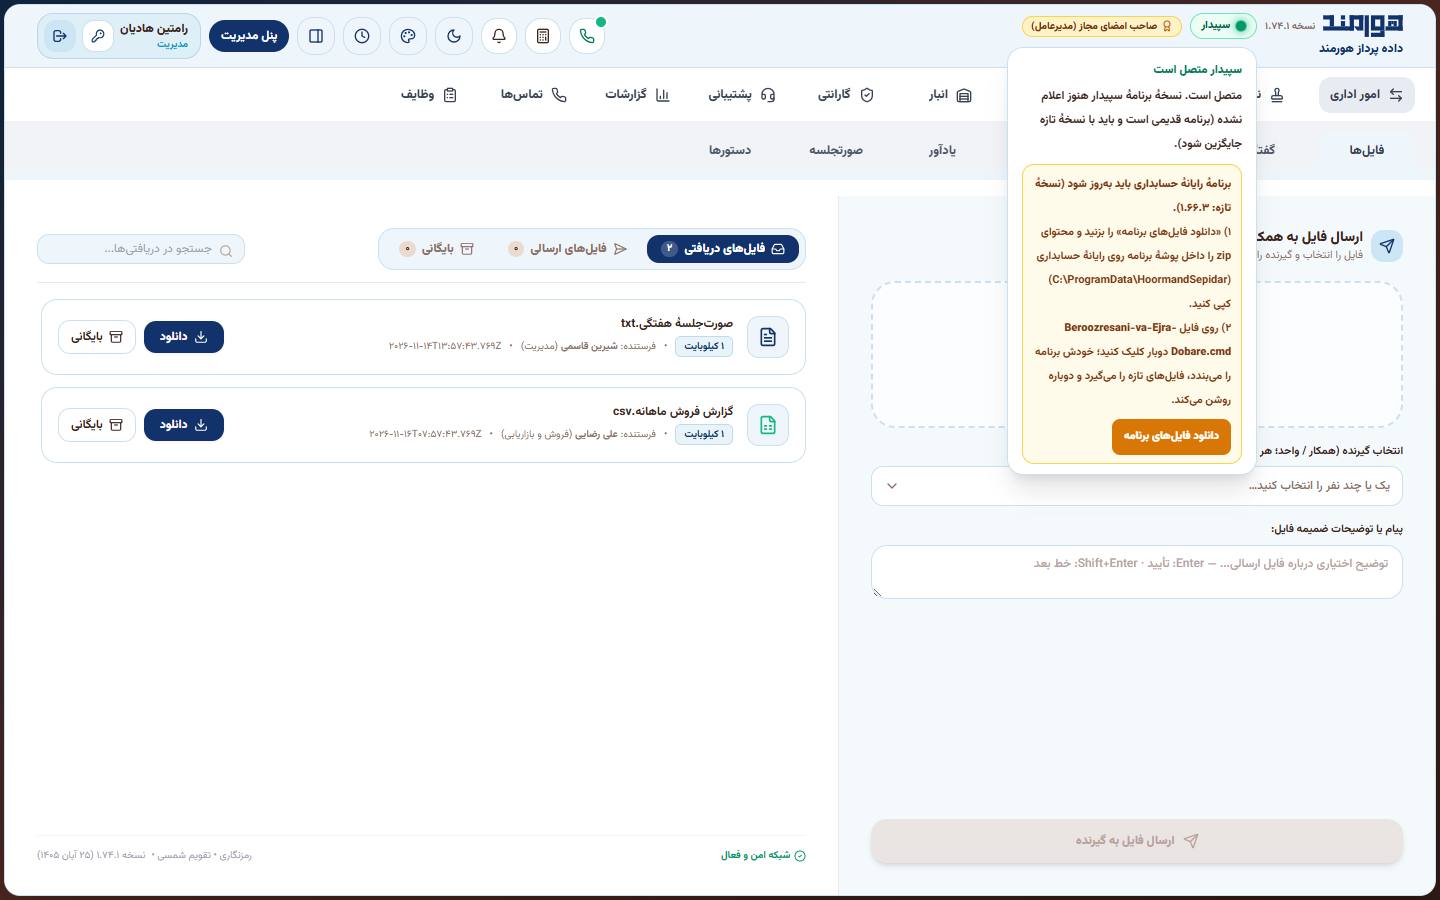 هورمند
داده پرداز هورمند
نسخه ۱.۷۴.۱
سپیدار
صاحب امضای مجاز (مدیرعامل)
پنل مدیریت
رامتین هادیان
مدیریت
امور اداری
انبار
گارانتی
پشتیبانی
گزارشات
تماس‌ها
وظایف
فایل‌ها
یادآور
صورتجلسه
دستورها
سپیدار متصل است
متصل است. نسخهٔ برنامهٔ سپیدار هنوز اعلام
نشده (برنامه قدیمی است و باید با نسخهٔ تازه
جایگزین شود).
برنامهٔ رایانهٔ حسابداری باید به‌روز شود (نسخهٔ
تازه: ۱.۶۶.۳).
۱) «دانلود فایل‌های برنامه» را بزنید و محتوای
zip را داخل پوشهٔ برنامه روی رایانهٔ حسابداری
(C:\ProgramData\HoormandSepidar)
کپی کنید.
۲) روی فایل Beroozresani-va-Ejra-
Dobare.cmd دوبار کلیک کنید؛ خودش برنامه
را می‌بندد، فایل‌های تازه را می‌گیرد و دوباره
روشن می‌کند.
دانلود فایل‌های برنامه
ارسال فایل به همک
فایل را انتخاب و گیرنده را
انتخاب گیرنده (همکار / واحد؛ هر
یک یا چند نفر را انتخاب کنید...
پیام یا توضیحات ضمیمه فایل:
توضیح اختیاری درباره فایل ارسالی... — Enter: تأیید · Shift+Enter: خط بعد
ارسال فایل به گیرنده
فایل‌های دریافتی ۲
فایل‌های ارسالی ۰
بایگانی ۰
جستجو در دریافتی‌ها...
صورت‌جلسهٔ هفتگی.txt
۱ کیلوبایت • فرستنده: شیرین قاسمی (مدیریت) • ۲۰۲۶-۱۱-۱۴T۱۳:۵۷:۴۳.۷۶۹Z
دانلود
بایگانی
گزارش فروش ماهانه.csv
۱ کیلوبایت • فرستنده: علی رضایی (فروش و بازاریابی) • ۲۰۲۶-۱۱-۱۶T۰۷:۵۷:۴۳.۷۶۹Z
دانلود
بایگانی
شبکه امن و فعال
رمزنگاری • تقویم شمسی • نسخه ۱.۷۴.۱ (۲۵ آبان ۱۴۰۵)